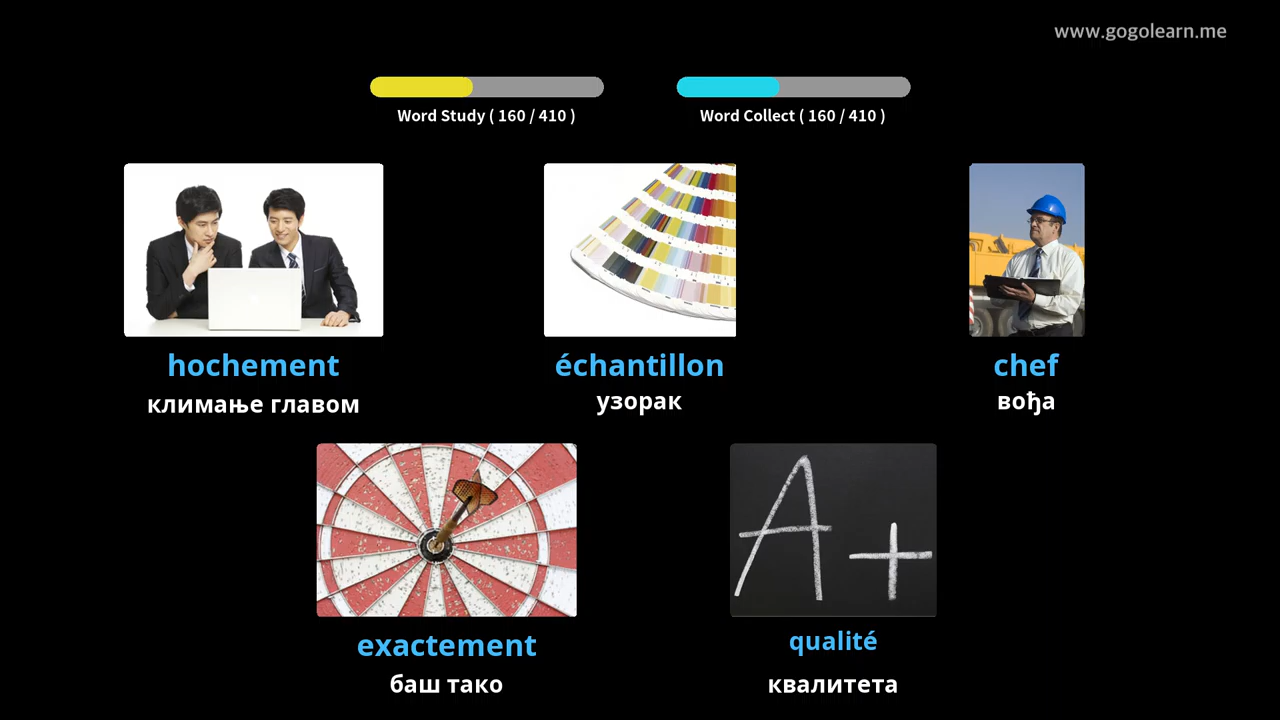 www.gogolearn.me
Word Study ( 160 / 410 )
Word Collect ( 160 / 410 )
hochement
климање главом
échantillon
узорак
chef
вођа
A+
exactement
баш тако
qualité
квалитета